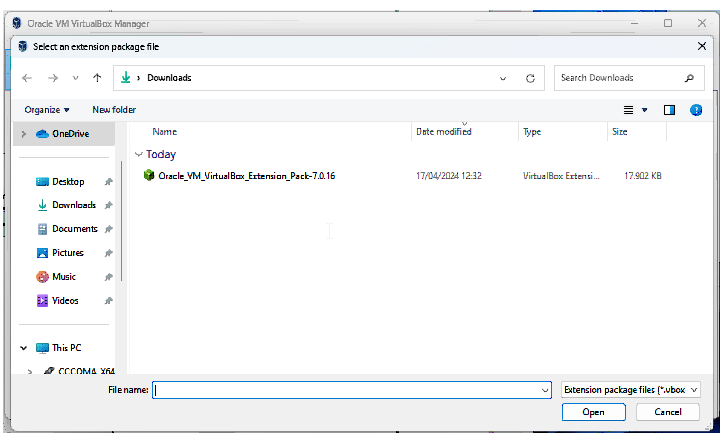 Oracle VM VirtualBox Manager
Select an extension package file
Downloads
Search Downloads
Organize
New folder
OneDrive
Desktop
Downloads
Documents
Pictures
Music
Videos
This PC
CCCOMA_X64
Name
Date modified
Type
Size
Today
Oracle_VM_VirtualBox_Extension_Pack-7.0.16
17/04/2024 12:32
VirtualBox Extensi...
17.902 KB
File name:
Extension package files (*.vbox
Open
Cancel